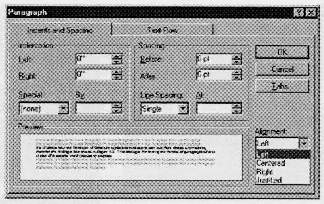 Paragraph
Indents and Spacing Text Flow
Indentation
Left: 0"
Right: 0"
Special: By:
(none)
Spacing
Before: 0 pt
After: 0 pt
Line Spacing: At:
Single
OK
Cancel
Tabs
Preview
Alignment
Left
Left
Centered
Right
Justified